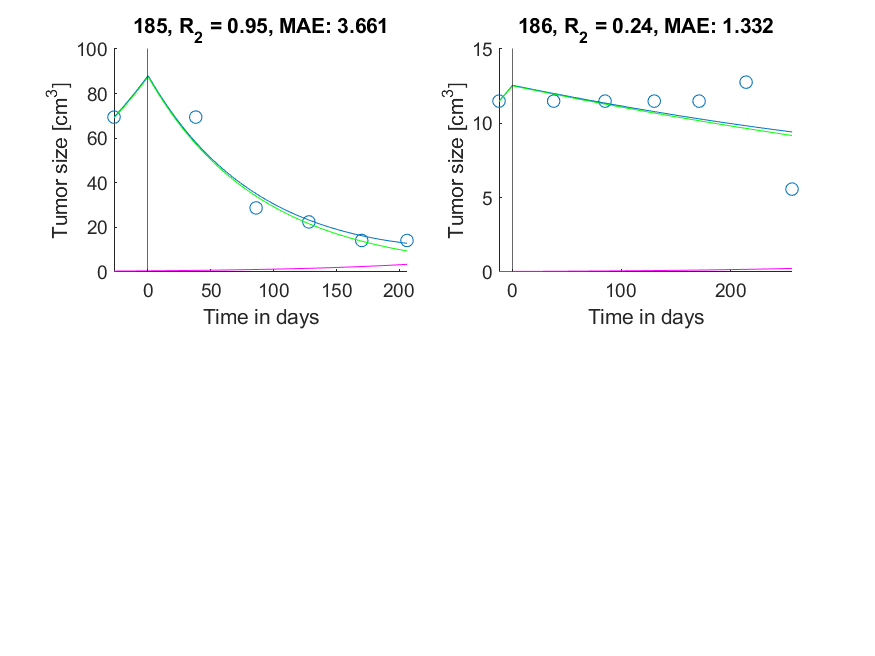 185, R2 = 0.95, MAE: 3.661
100
80
60
40
20
0
Tumor size [cm3]
0 50 100 150 200
Time in days
186, R2 = 0.24, MAE: 1.332
15
10
5
0
Tumor size [cm3]
0 100 200
Time in days